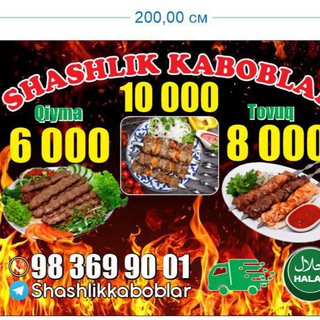 200,00 см
SHASHLIK KABOBLAR
10 000
Qiyma
6 000
Tovuq
8 000
98 369 90 01
Shashlikkaboblar
حلال
HALAL